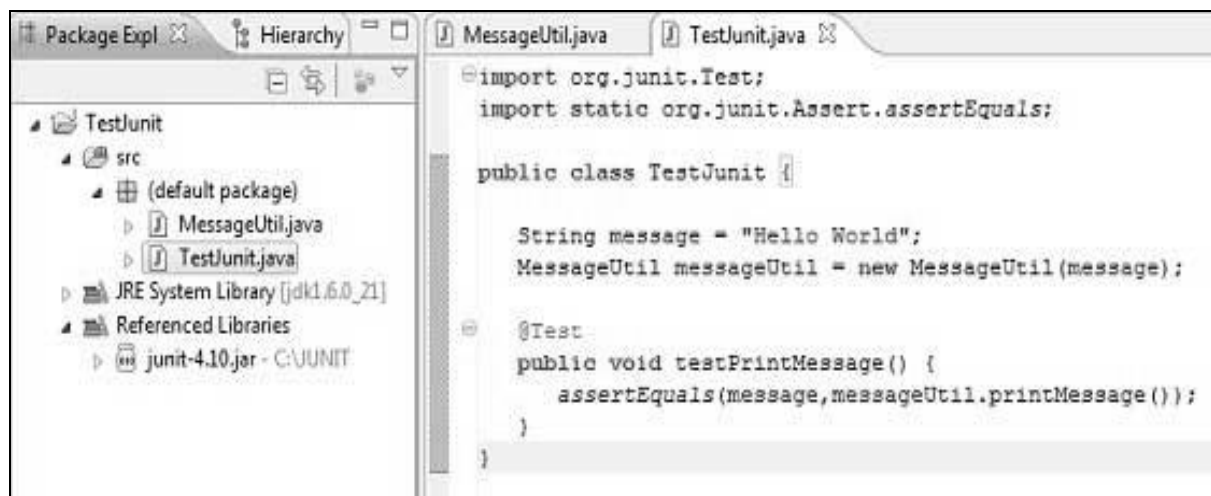 Package Expl
Hierarchy
TestJunit
src
(default package)
MessageUtil.java
TestJunit.java
JRE System Library [jdk1.6.0_21]
Referenced Libraries
junit-4.10.jar - C:\JUNIT
MessageUtil.java
TestJunit.java
import org.junit.Test;
import static org.junit.Assert.assertEquals;
public class TestJunit {
String message = "Hello World";
MessageUtil messageUtil = new MessageUtil(message);
@Test
public void testPrintMessage() {
assertEquals(message,messageUtil.printMessage());
}
}